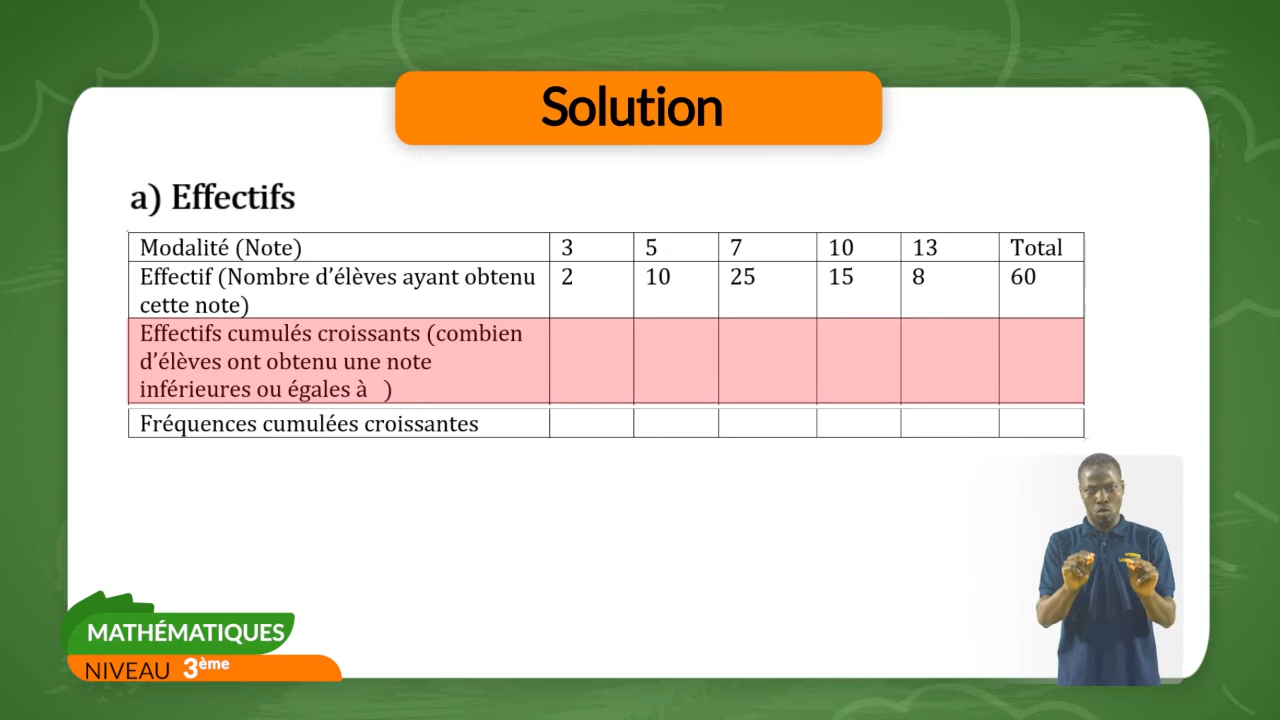 Solution
a) Effectifs
Modalité (Note) 3 5 7 10 13 Total
Effectif (Nombre d'élèves ayant obtenu 2 10 25 15 8 60
cette note)
Effectifs cumulés croissants (combien
d'élèves ont obtenu une note
inférieures ou égales à )
Fréquences cumulées croissantes
MATHÉMATIQUES
NIVEAU 3ème